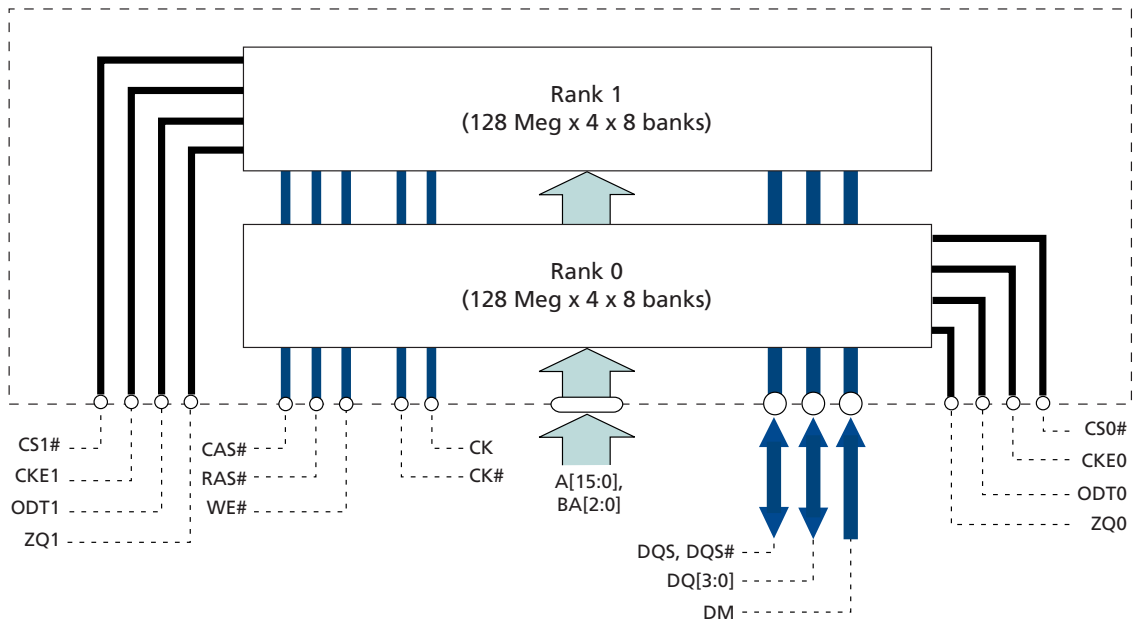 Rank 1
(128 Meg x 4 x 8 banks)
Rank 0
(128 Meg x 4 x 8 banks)
CS1#
CKE1
ODT1
ZQ1
CAS#
RAS#
WE#
CK
CK#
A[15:0],
BA[2:0]
DQS, DQS#
DQ[3:0]
DM
CS0#
CKE0
ODT0
ZQ0